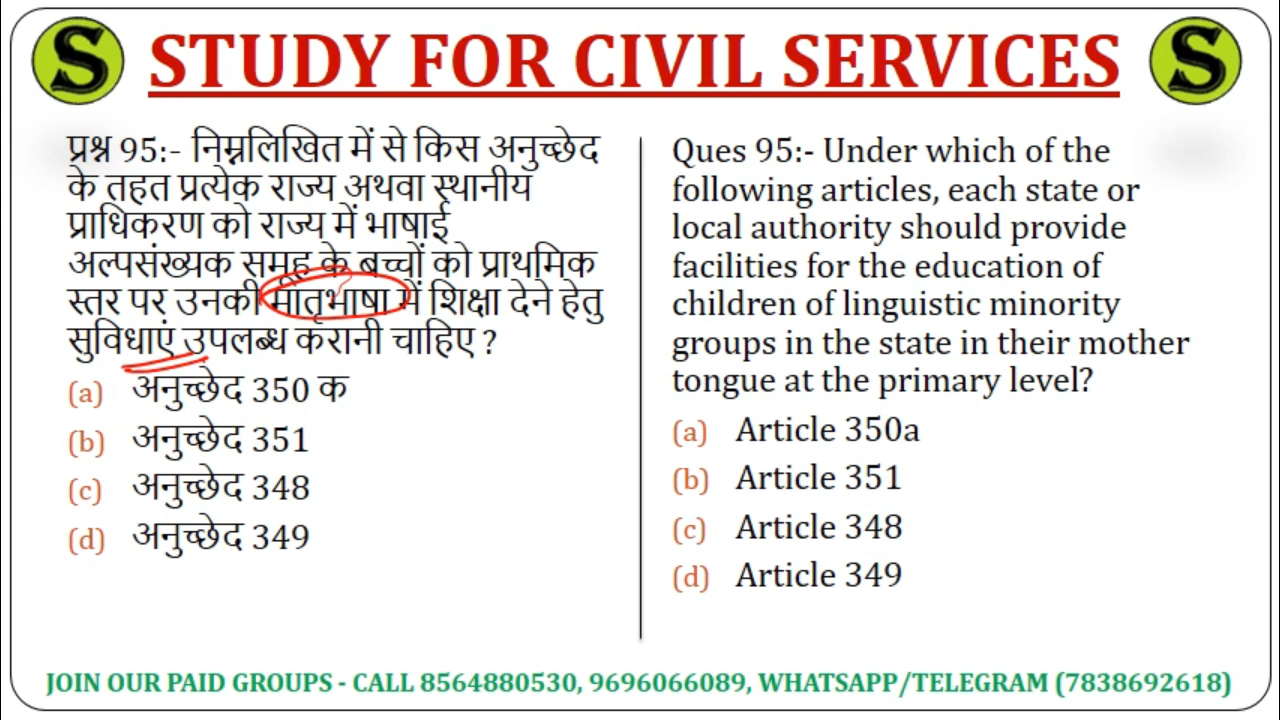 S STUDY FOR CIVIL SERVICES S
प्रश्न 95:- निम्नलिखित में से किस अनुच्छेद
के तहत प्रत्येक राज्य अथवा स्थानीय
प्राधिकरण को राज्य में भाषाई
अल्पसंख्यक समूह के बच्चों को प्राथमिक
स्तर पर उनकी मातृभाषा में शिक्षा देने हेतु
सुविधाएं उपलब्ध करानी चाहिए ?
(a) अनुच्छेद 350 क
(b) अनुच्छेद 351
(c) अनुच्छेद 348
(d) अनुच्छेद 349
Ques 95:- Under which of the
following articles, each state or
local authority should provide
facilities for the education of
children of linguistic minority
groups in the state in their mother
tongue at the primary level?
(a) Article 350a
(b) Article 351
(c) Article 348
(d) Article 349
JOIN OUR PAID GROUPS - CALL 8564880530, 9696066089, WHATSAPP/TELEGRAM (7838692618)